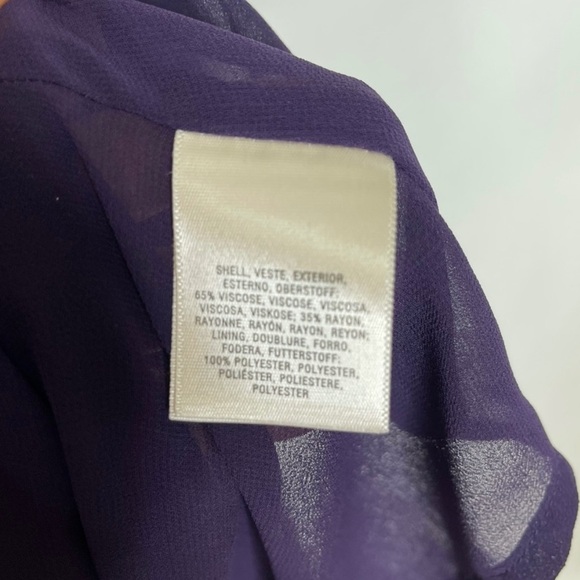 SHELL, VESTE, EXTERIOR,
ESTERNO, OBERSTOFF;
65% VISCOSE, VISCOSE, VISCOSA,
VISCOSA, VISKOSE; 35% RAYON,
RAYONNE, RAYÓN, RAYON, REYON;
LINING, DOUBLURE, FORRO,
FODERA, FUTTERSTOFF;
100% POLYESTER, POLYESTER,
POLIÉSTER, POLIESTERE,
POLYESTER